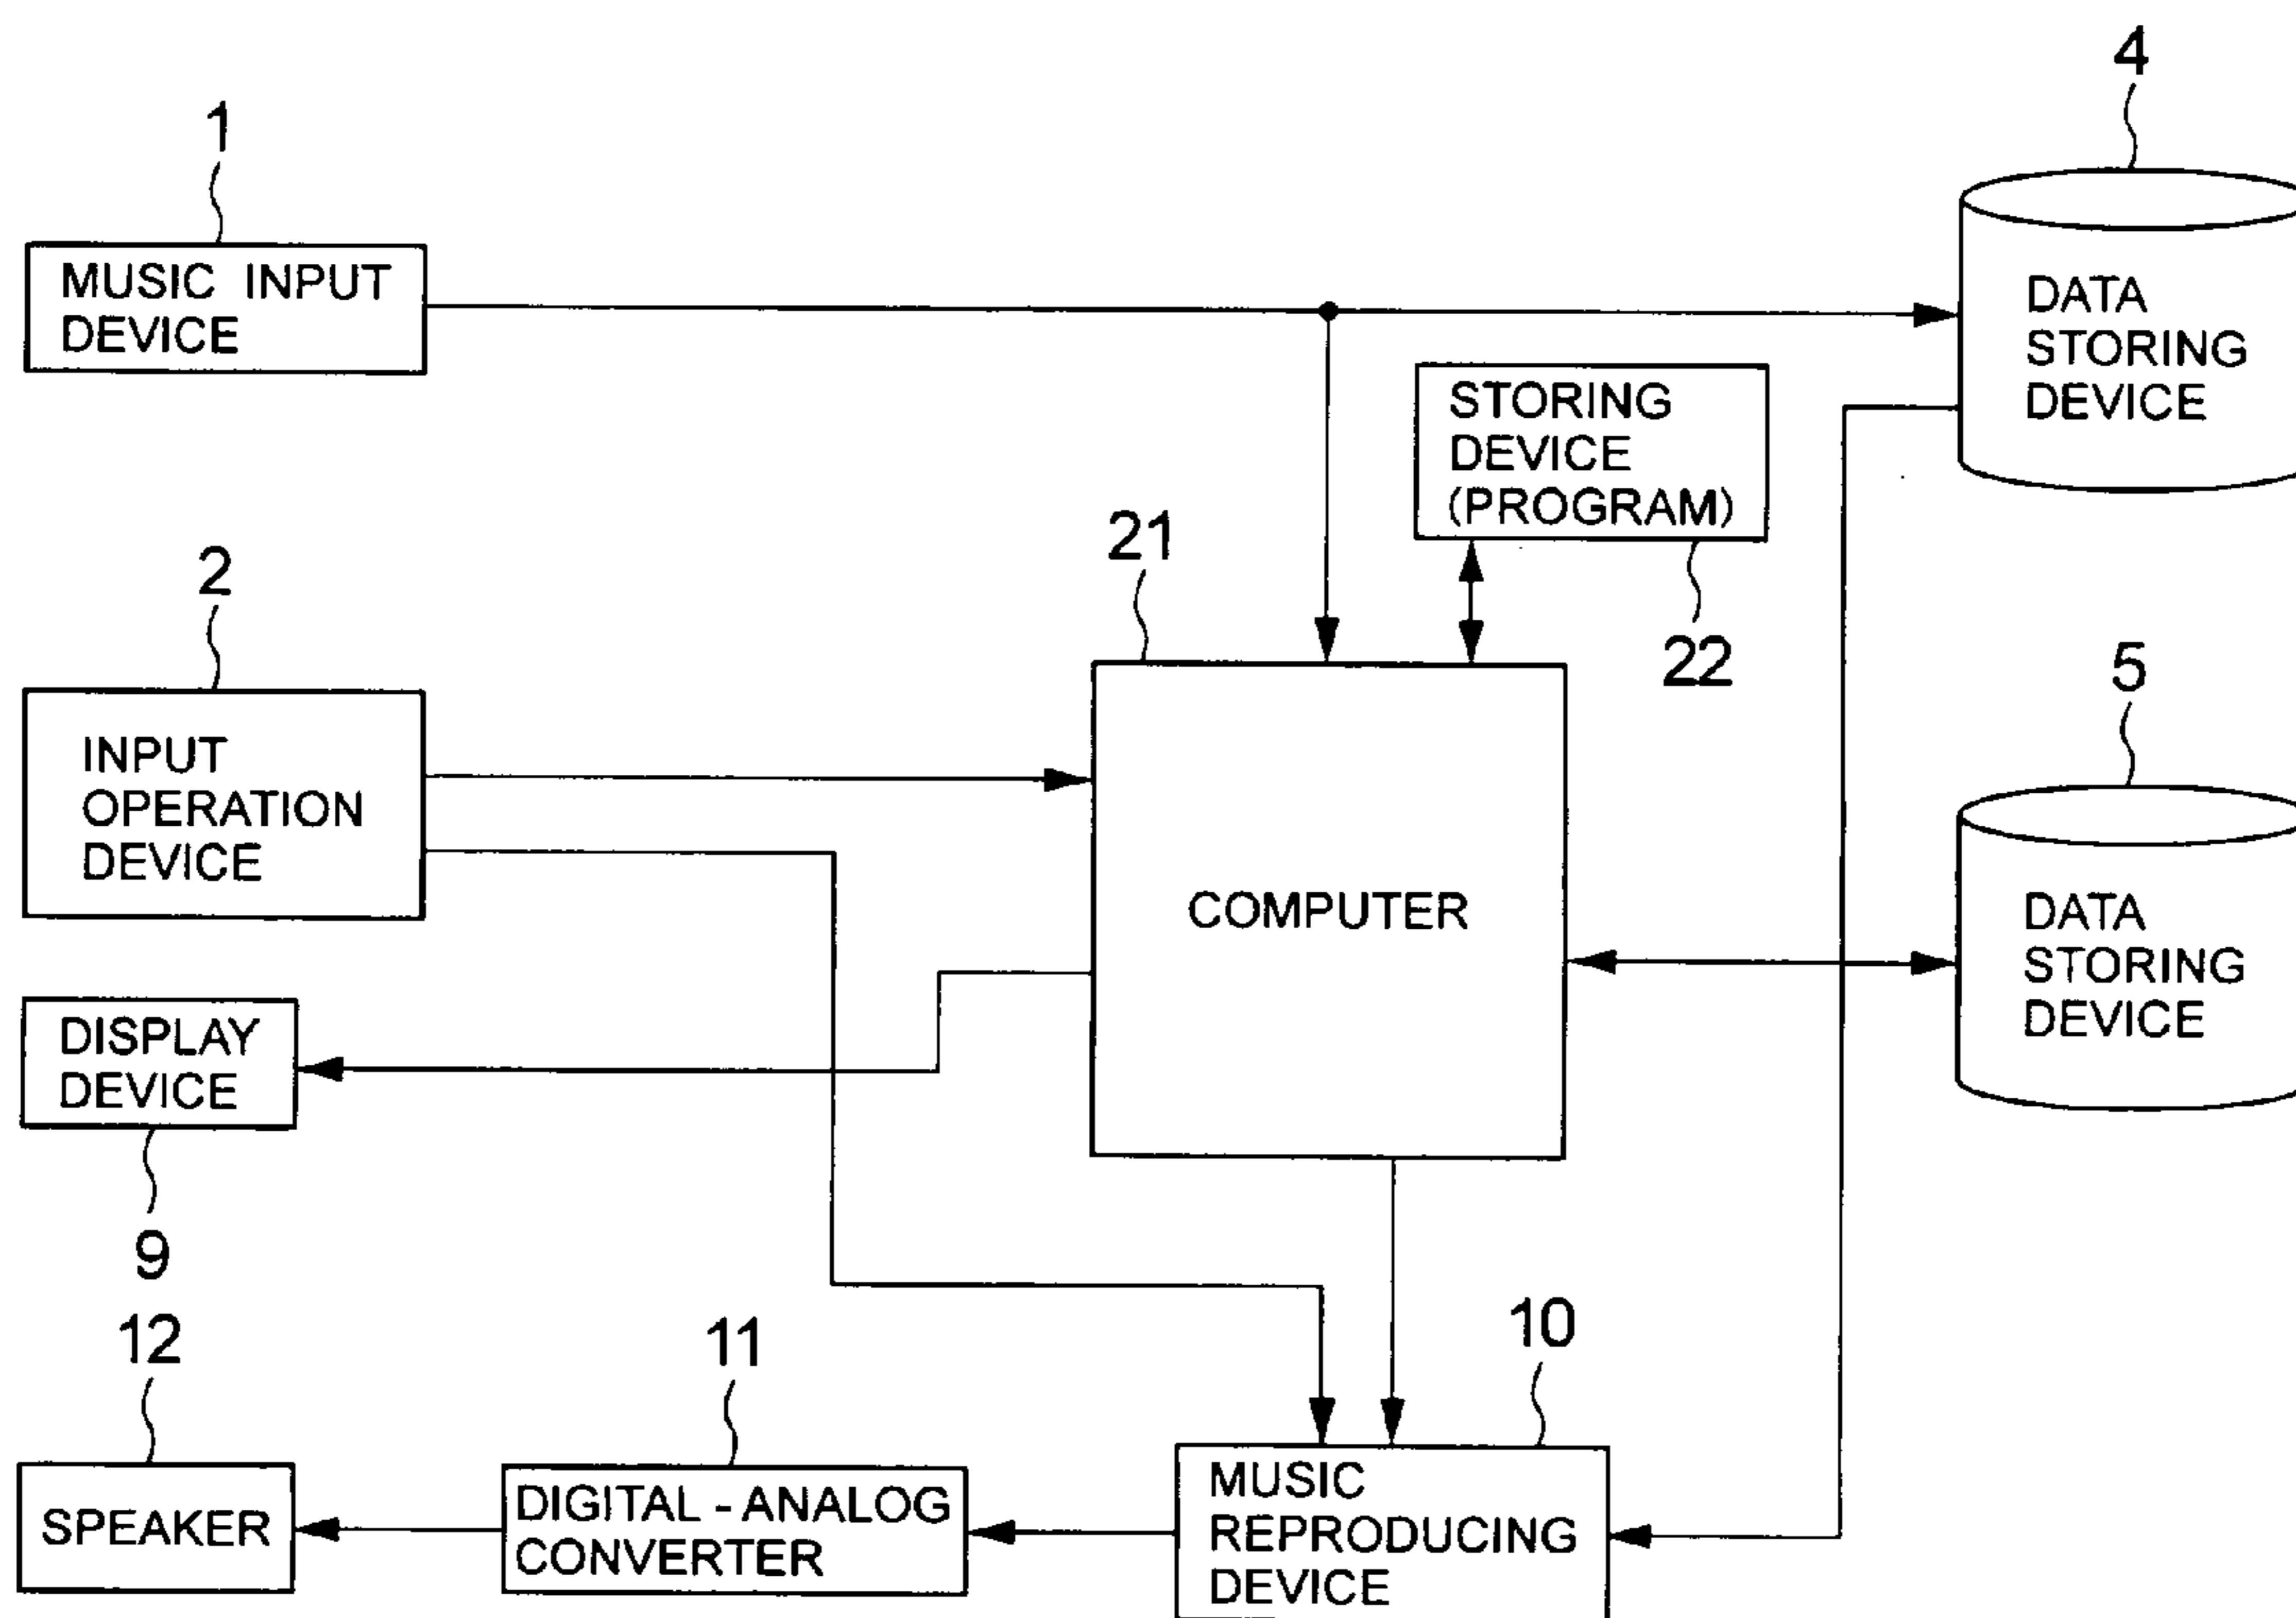 4
1
MUSIC INPUT
DEVICE
DATA
STORING
DEVICE
STORING
DEVICE
(PROGRAM)
22
21
2
INPUT
OPERATION
DEVICE
COMPUTER
5
DATA
STORING
DEVICE
DISPLAY
DEVICE
9
12
SPEAKER
11
DIGITAL - ANALOG
CONVERTER
10
MUSIC
REPRODUCING
DEVICE